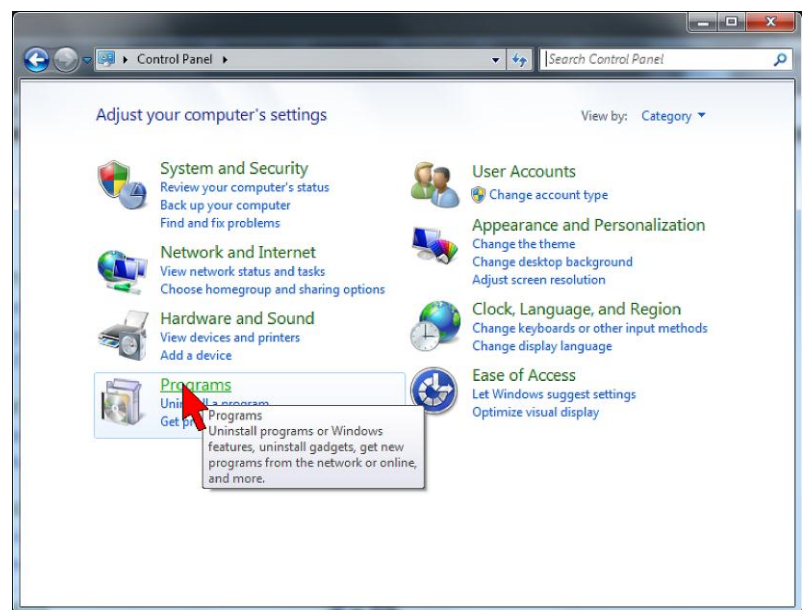 Control Panel
Search Control Panel
Adjust your computer's settings
View by: Category
System and Security
Review your computer's status
Back up your computer
Find and fix problems
Network and Internet
View network status and tasks
Choose homegroup and sharing options
Hardware and Sound
View devices and printers
Add a device
Programs
a program
Get
Programs
Uninstall programs or Windows
features, uninstall gadgets, get new
programs from the network or online,
and more.
User Accounts
Change account type
Appearance and Personalization
Change the theme
Change desktop background
Adjust screen resolution
Clock, Language, and Region
Change keyboards or other input methods
Change display language
Ease of Access
Let Windows suggest settings
Optimize visual display